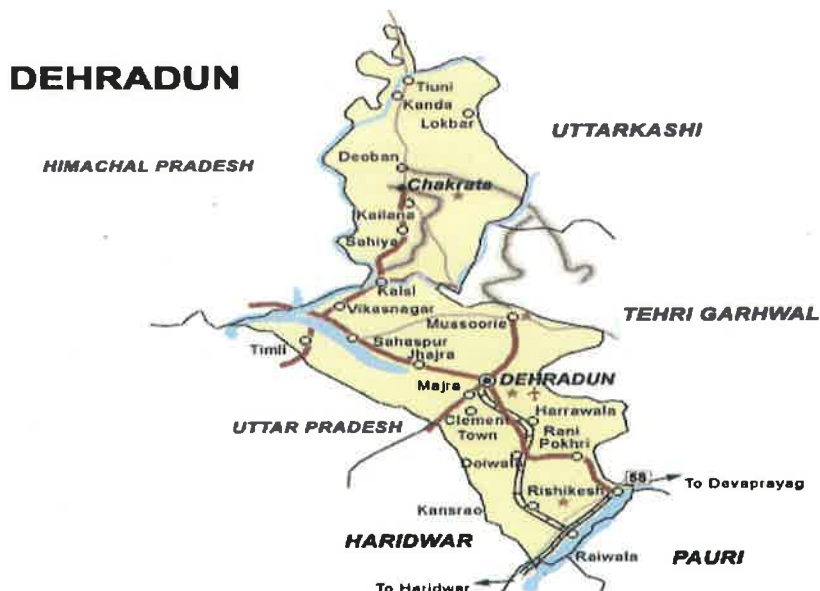 DEHRADUN
Tiuni
Kanda
Lokbar
UTTARKASHI
HIMACHAL PRADESH
Deoban
Chakrata
Kailana
Sahiya
Kalsi
Vikasnagar
TEHRI GARHWAL
Mussoorie
Timli
Sahaspur
Jhajra
DEHRADUN
Majra
Harrawala
UTTAR PRADESH
Clement
Town
Rani
Pokhri
Doiwala
58
To Devaprayag
Rishikesh
Kansrao
HARIDWAR
Raiwala
PAURI
To Haridwar